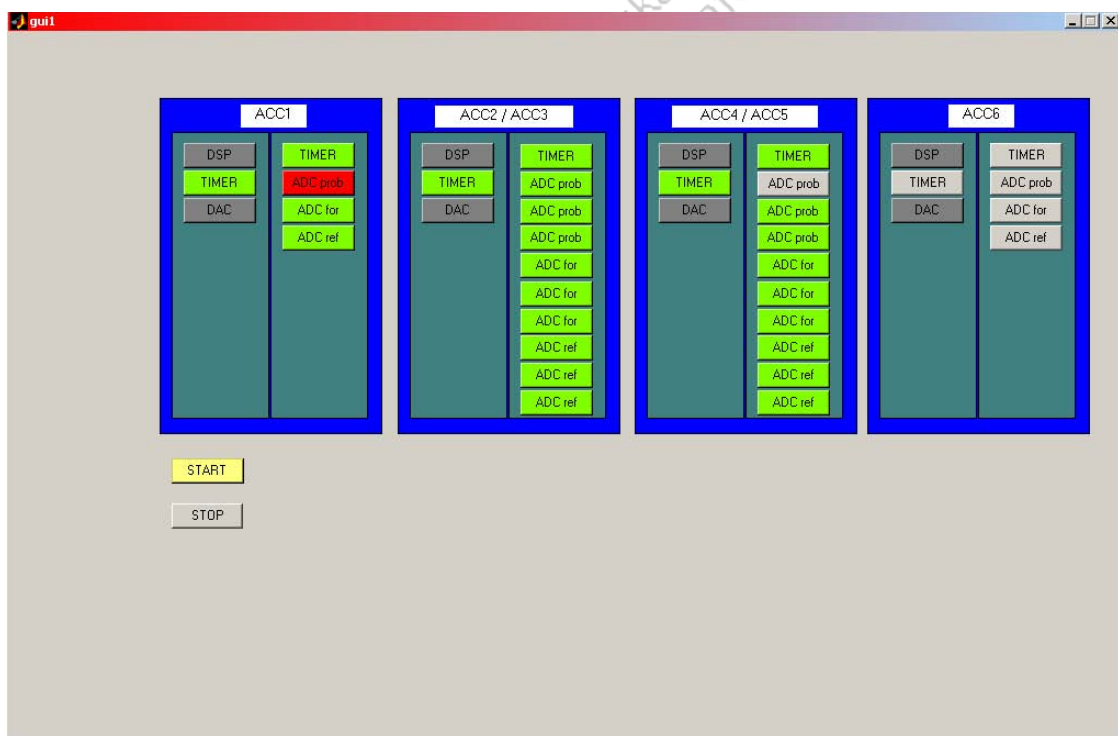 gui1
ACC1
DSP
TIMER
DAC
TIMER
ADC prob
ADC for
ADC ref
ACC2 / ACC3
DSP
TIMER
DAC
TIMER
ADC prob
ADC prob
ADC prob
ADC for
ADC for
ADC for
ADC ref
ADC ref
ADC ref
ACC4 / ACC5
DSP
TIMER
DAC
TIMER
ADC prob
ADC prob
ADC prob
ADC for
ADC for
ADC for
ADC ref
ADC ref
ADC ref
ACC6
DSP
TIMER
DAC
TIMER
ADC prob
ADC for
ADC ref
START
STOP